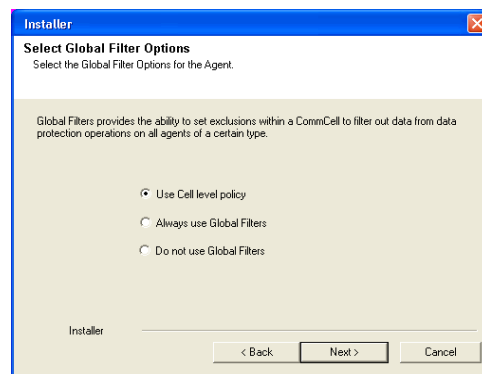 Installer
Select Global Filter Options
Select the Global Filter Options for the Agent.
Global Filters provides the ability to set exclusions within a CommCell to filter out data from data
protection operations on all agents of a certain type.
Use Cell level policy
Always use Global Filters
Do not use Global Filters
Installer
< Back
Next >
Cancel